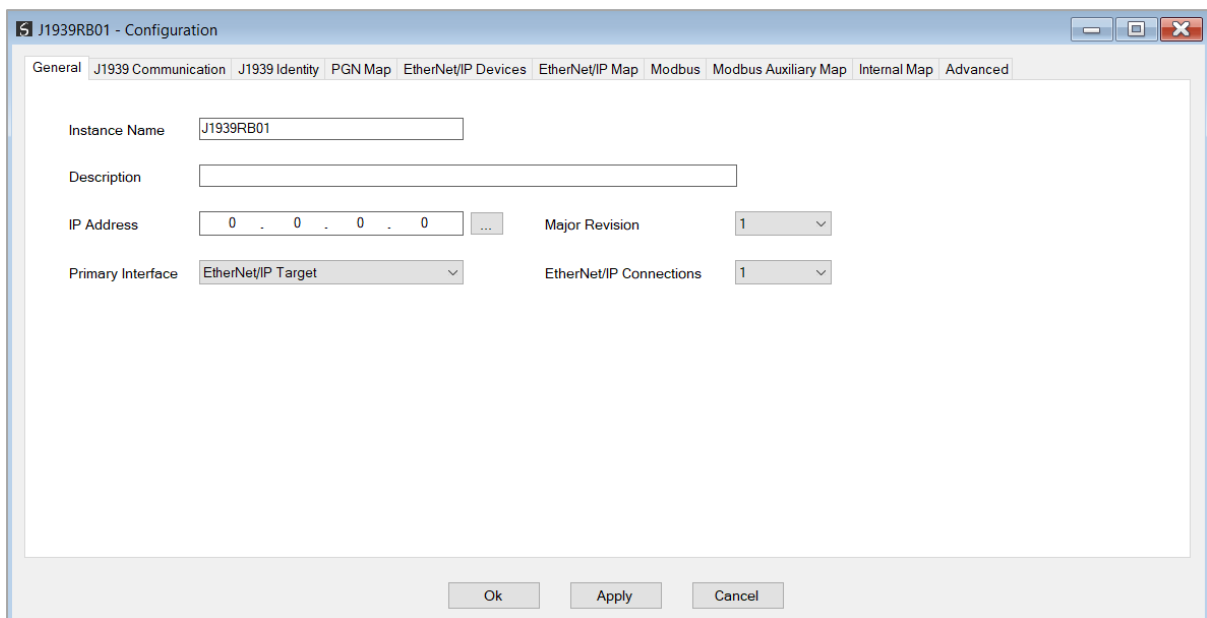 J1939RB01 - Configuration
General J1939 Communication J1939 Identity PGN Map EtherNet/IP Devices EtherNet/IP Map Modbus Modbus Auxiliary Map Internal Map Advanced
Instance Name J1939RB01
Description
IP Address 0 . 0 . 0 . 0 ... Major Revision 1
Primary Interface EtherNet/IP Target EtherNet/IP Connections 1
Ok Apply Cancel